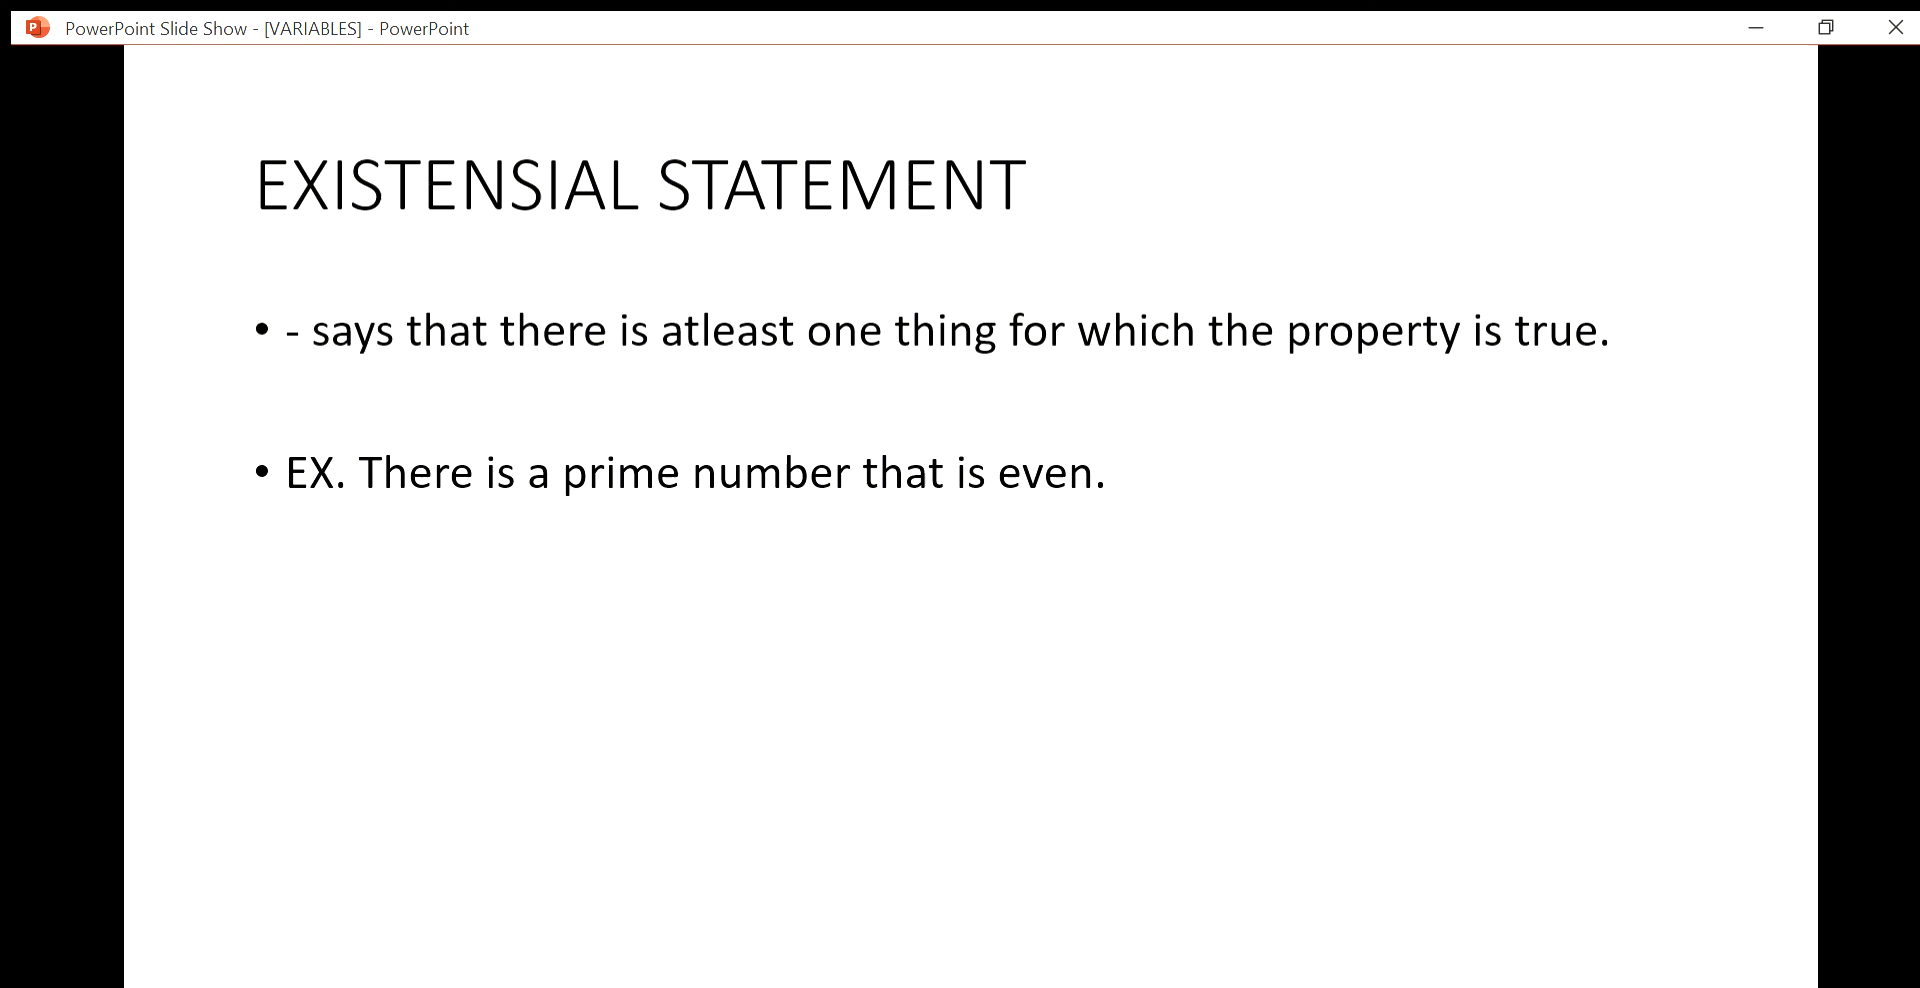 PowerPoint Slide Show - [VARIABLES] - PowerPoint
EXISTENSIAL STATEMENT
• - says that there is atleast one thing for which the property is true.
• EX. There is a prime number that is even.